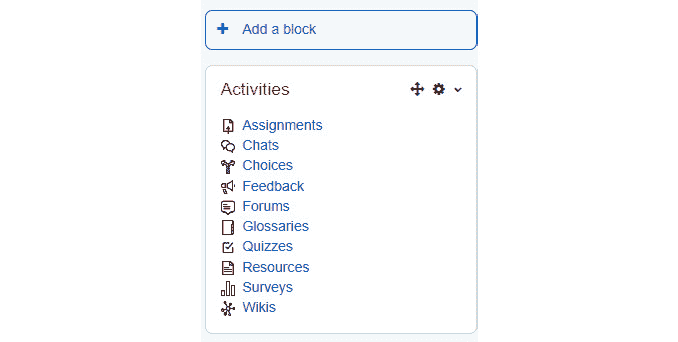 Add a block
Activities
Assignments
Chats
Choices
Feedback
Forums
Glossaries
Quizzes
Resources
Surveys
Wikis